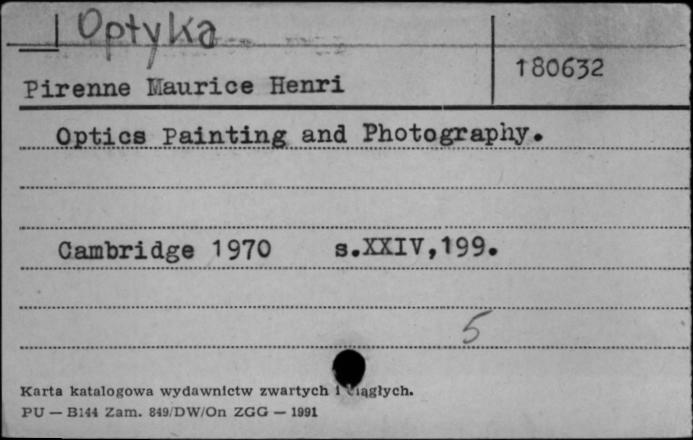 Optyka
Pirenne Maurice Henri
180632
Optics Painting and Photography.
Cambridge 1970 s.XXIV,199.
5
Karta katalogowa wydawnictw zwartych i ciągłych.
PU — B144 Zam. 849/DW/On ZGG — 1991